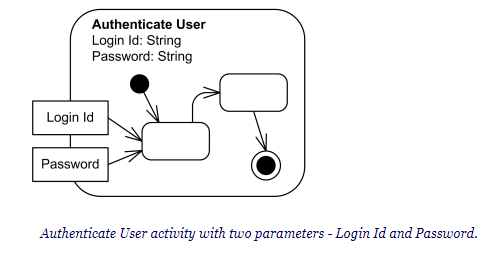 Authenticate User
Login Id: String
Password: String
Login Id
Password
Authenticate User activity with two parameters - Login Id and Password.